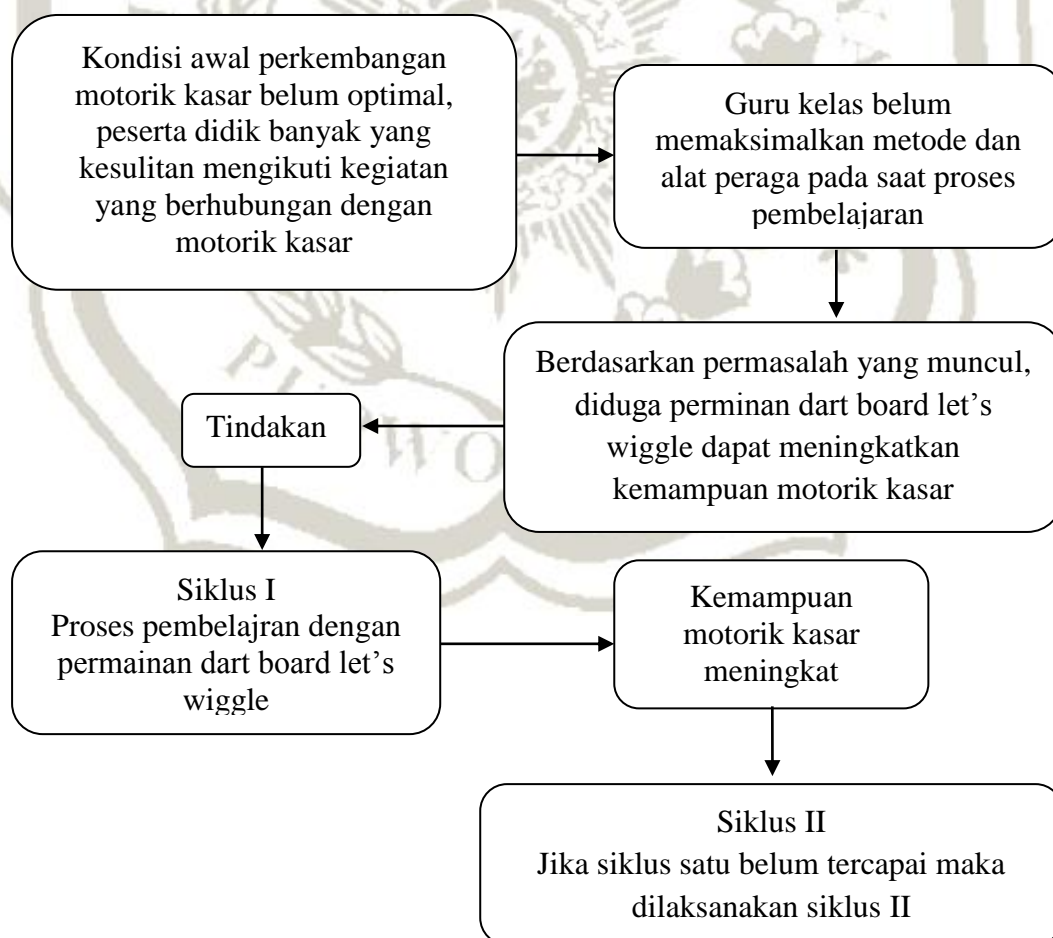 Kondisi awal perkembangan
motorik kasar belum optimal,
peserta didik banyak yang
kesulitan mengikuti kegiatan
yang berhubungan dengan
motorik kasar
Guru kelas belum
memaksimalkan metode dan
alat peraga pada saat proses
pembelajaran
Berdasarkan permasalah yang muncul,
diduga perminan dart board let’s
wiggle dapat meningkatkan
kemampuan motorik kasar
Tindakan
Siklus I
Proses pembelajran dengan
permainan dart board let’s
wiggle
Kemampuan
motorik kasar
meningkat
Siklus II
Jika siklus satu belum tercapai maka
dilaksanakan siklus II